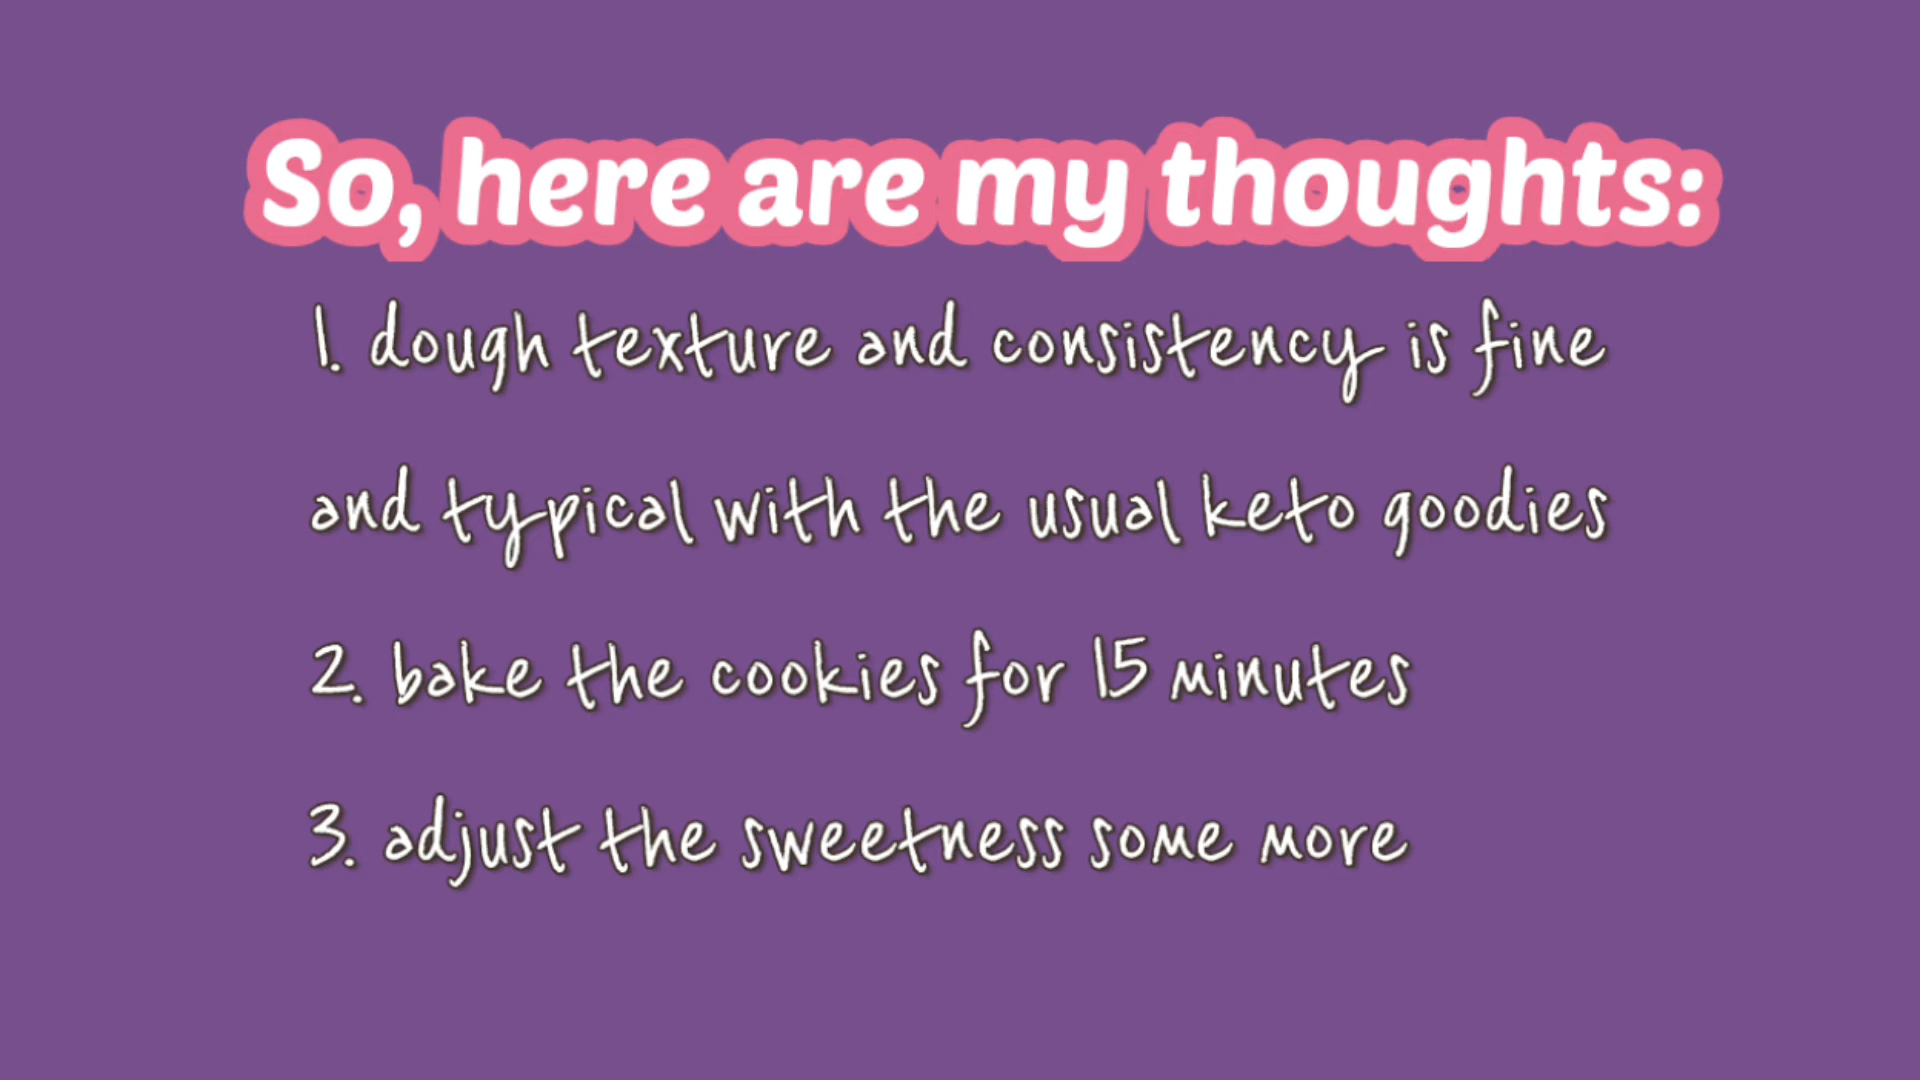 So, here are my thoughts:
1. dough texture and consistency is fine
and typical with the usual keto goodies
2. bake the cookies for 15 minutes
3. adjust the sweetness some more